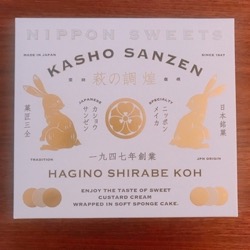 NIPPON SWEETS
MADE IN JAPAN
SINCE 1947
KASHO SANZEN
萩の調 煌
JAPANESE
カショウ
サンゼン
SPECIALTY
ニッポン
メイカ
菓匠三全
日本銘菓
一九四七年創業
TRADITION
JPN ORIGIN
HAGINO SHIRABE KOH
ENJOY THE TASTE OF SWEET
CUSTARD CREAM
WRAPPED IN SOFT SPONGE CAKE.